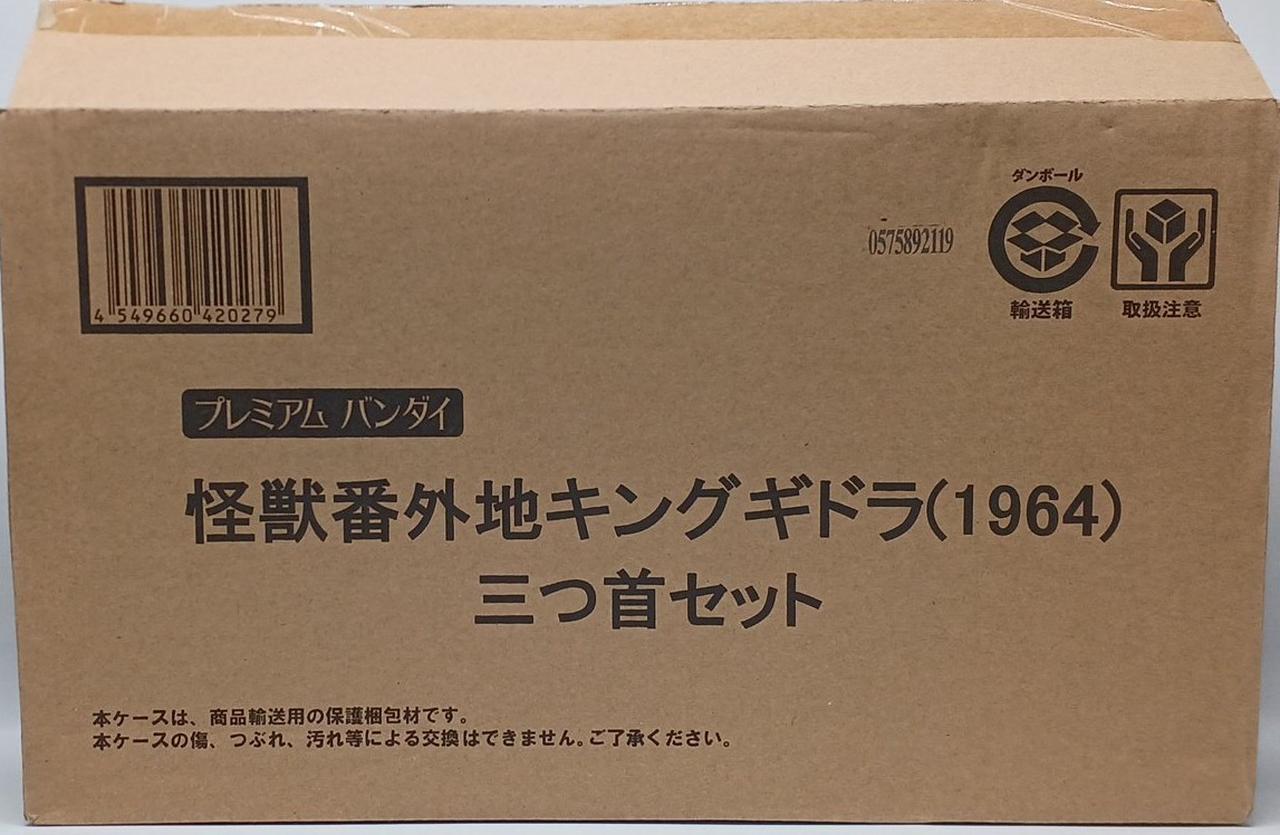 ダンボール
0575892119
4 549660 420279
輸送箱
取扱注意
プレミアム バンダイ
怪獣番外地キングギドラ(1964)
三つ首セット
本ケースは、商品輸送用の保護梱包材です。
本ケースの傷、つぶれ、汚れ等による交換はできません。ご了承ください。